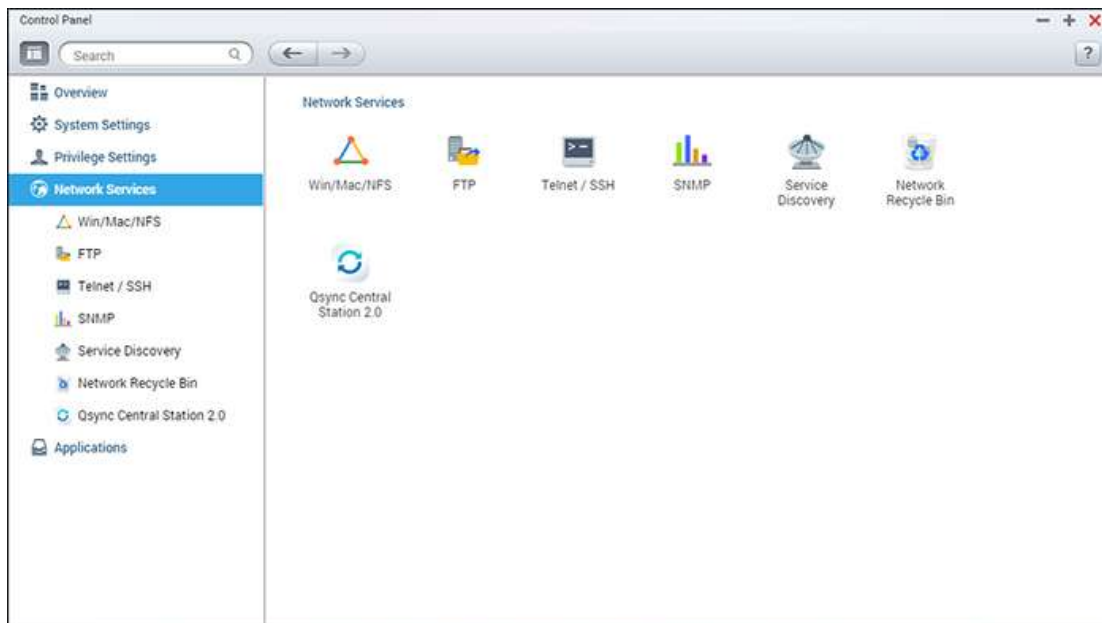 Control Panel
Search
?
Overview
System Settings
Privilege Settings
Network Services
Win/Mac/NFS
FTP
Telnet / SSH
SNMP
Service Discovery
Network Recycle Bin
Qsync Central Station 2.0
Applications
Network Services
Win/Mac/NFS
FTP
Telnet / SSH
SNMP
Service
Discovery
Network
Recycle Bin
Qsync Central
Station 2.0